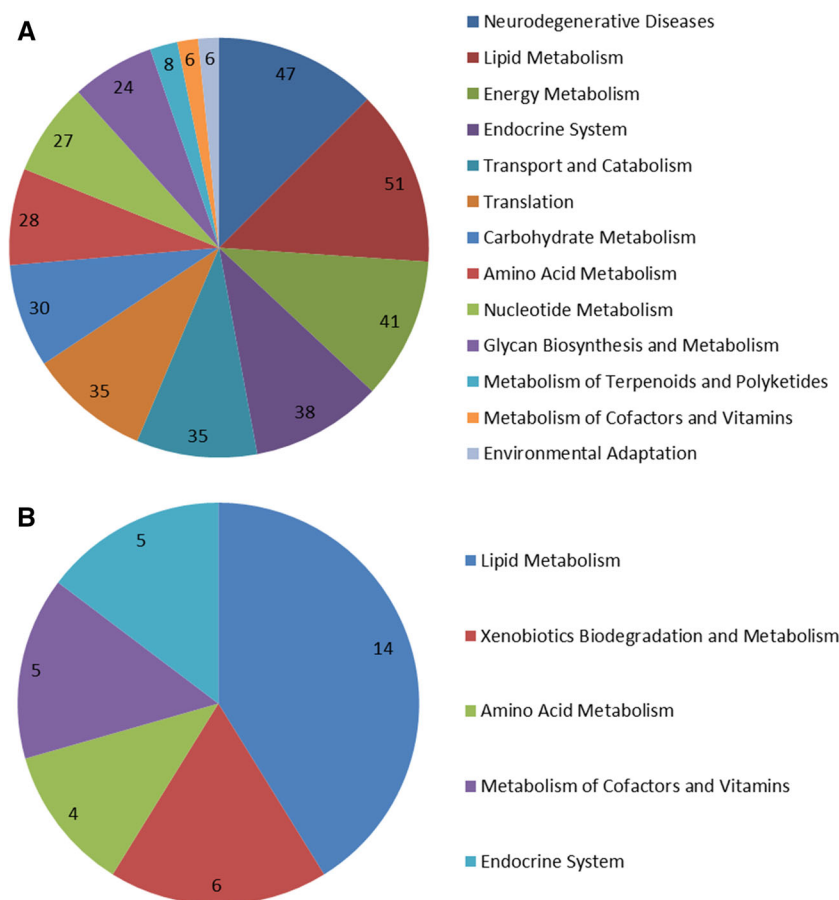 A
47
51
41
38
35
35
30
28
27
24
8
6
6
Neurodegenerative Diseases
Lipid Metabolism
Energy Metabolism
Endocrine System
Transport and Catabolism
Translation
Carbohydrate Metabolism
Amino Acid Metabolism
Nucleotide Metabolism
Glycan Biosynthesis and Metabolism
Metabolism of Terpenoids and Polyketides
Metabolism of Cofactors and Vitamins
Environmental Adaptation
B
14
6
4
5
5
Lipid Metabolism
Xenobiotics Biodegradation and Metabolism
Amino Acid Metabolism
Metabolism of Cofactors and Vitamins
Endocrine System